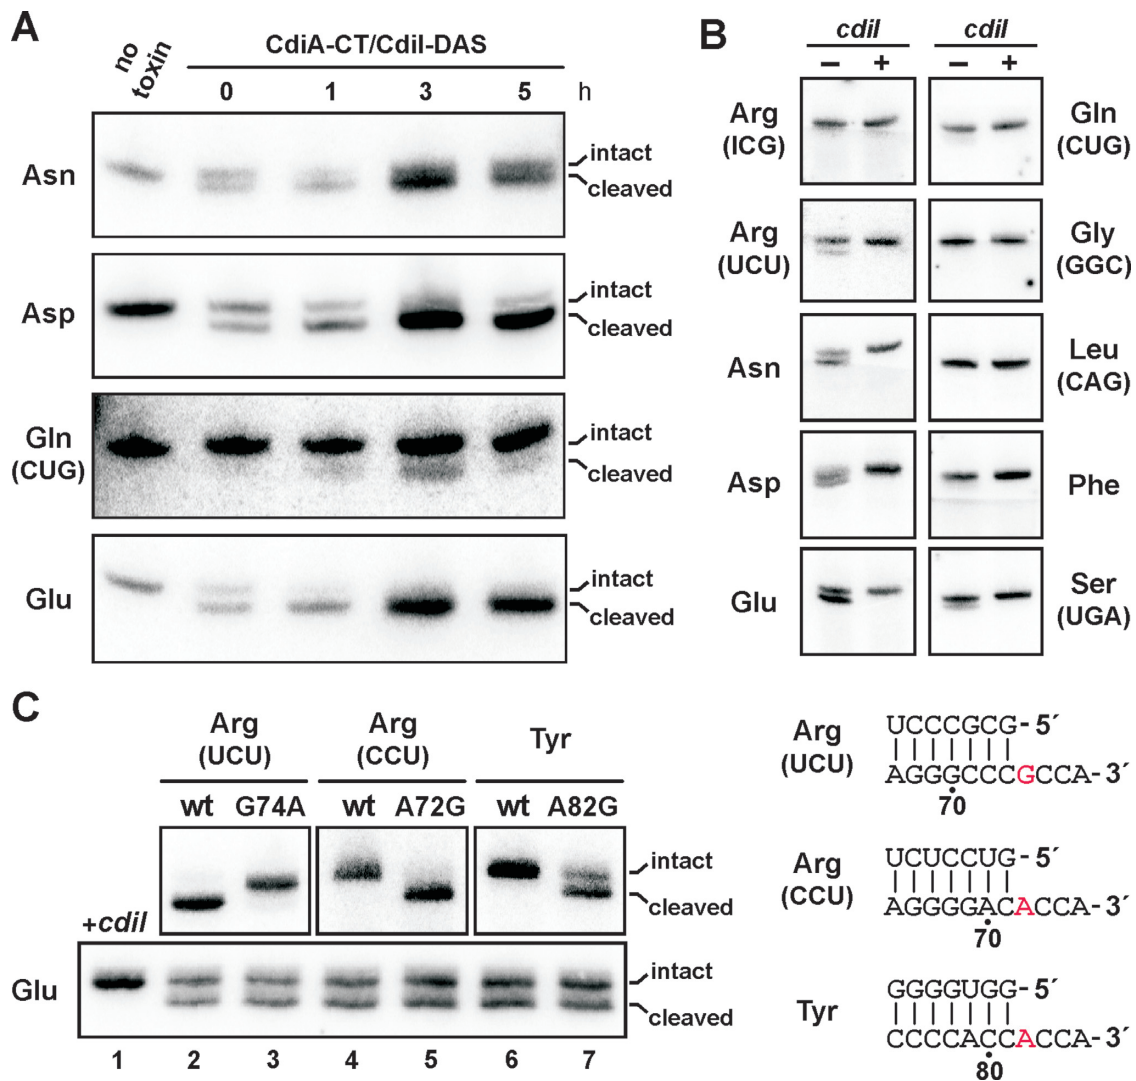 A
no
toxin
CdiA-CT/CdiI-DAS
0 1 3 5 h
Asn
intact
cleaved
Asp
intact
cleaved
Gln
(CUG)
intact
cleaved
Glu
intact
cleaved
B
cdiI cdiI
– + – +
Arg
(ICG)
Gln
(CUG)
Arg
(UCU)
Gly
(GGC)
Asn
Leu
(CAG)
Asp
Phe
Glu
Ser
(UGA)
C
Arg
(UCU)
Arg
(CCU)
Tyr
wt G74A wt A72G wt A82G
intact
cleaved
+cdiI
Glu
intact
cleaved
1 2 3 4 5 6 7
Arg
(UCU)
UCCCGCG-5´
AGGGCCCGCCA-3´
70
Arg
(CCU)
UCUCCUG-5´
AGGGGACACCA-3´
70
Tyr
GGGGUGG-5´
CCCCACCACCA-3´
80